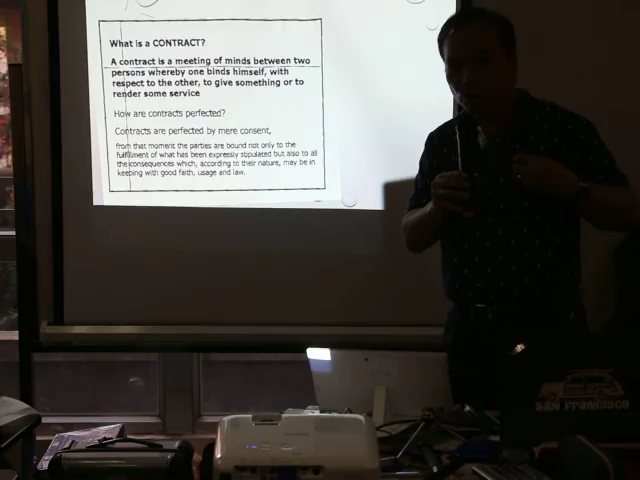 What is a CONTRACT?
A contract is a meeting of minds between two
persons whereby one binds himself, with
respect to the other, to give something or to
render some service
How are contracts perfected?
Contracts are perfected by mere consent,
from that moment the parties are bound not only to the
fulfillment of what has been expressly stipulated but also to all
the consequences which, according to their nature, may be in
keeping with good faith, usage and law.
SAN FRANCISCO